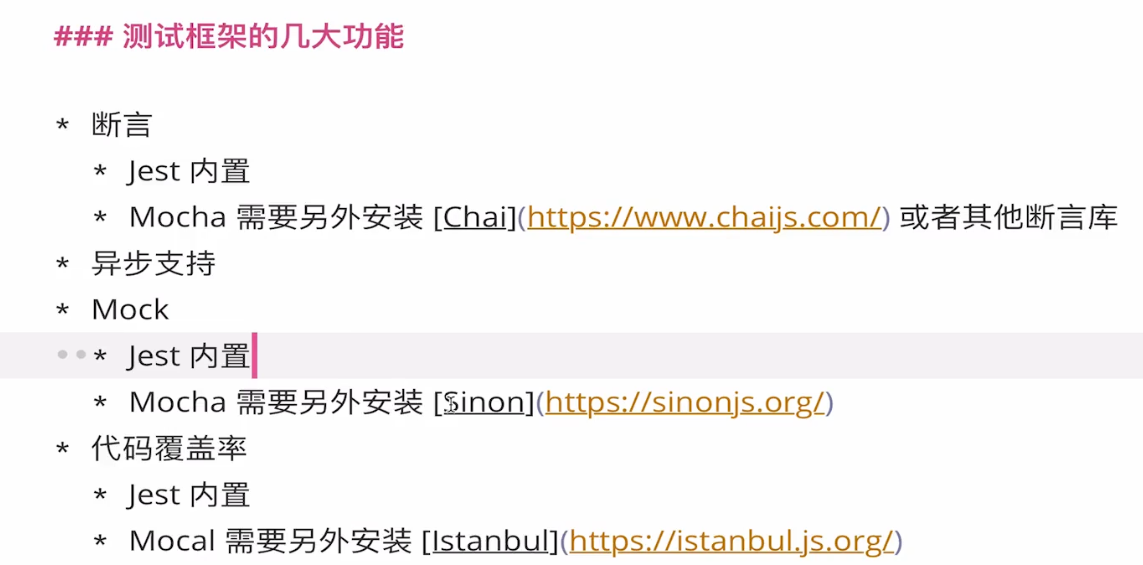 ### 测试框架的几大功能
* 断言
* Jest 内置
* Mocha 需要另外安装 [Chai](https://www.chaijs.com/) 或者其他断言库
* 异步支持
* Mock
* Jest 内置
* Mocha 需要另外安装 [Sinon](https://sinonjs.org/)
* 代码覆盖率
* Jest 内置
* Mocal 需要另外安装 [Istanbul](https://istanbul.js.org/)